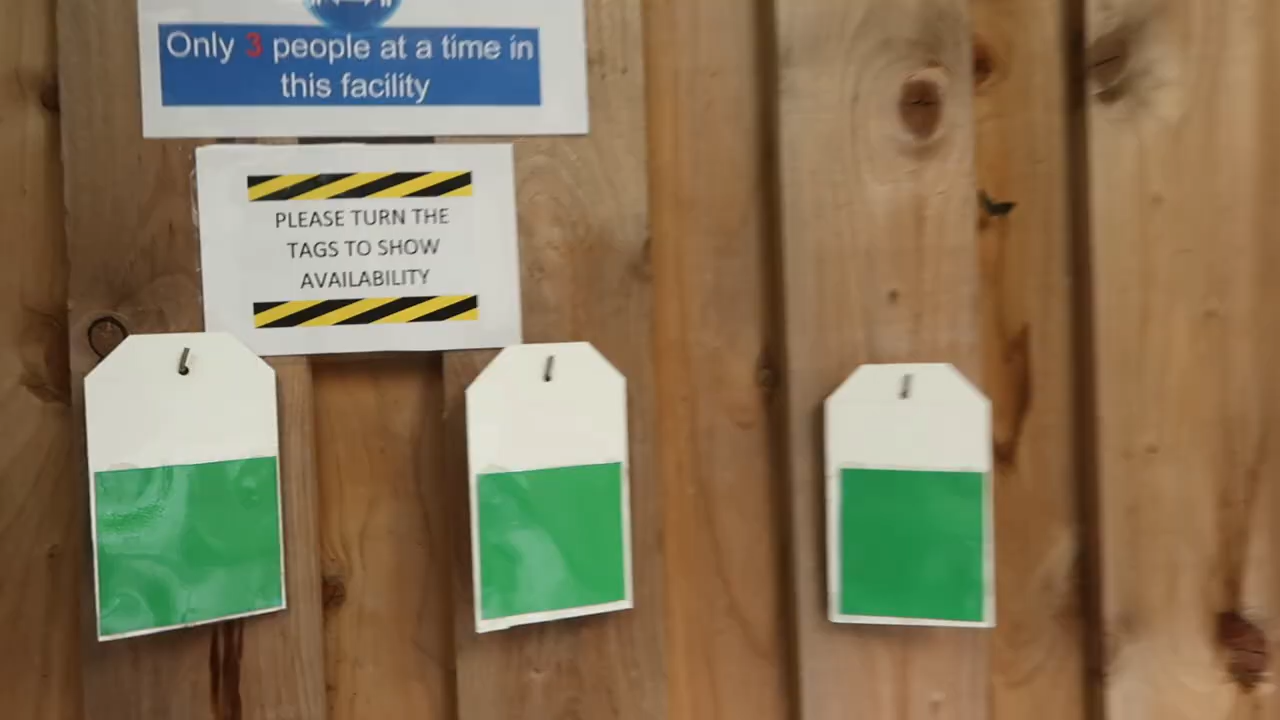 Only 3 people at a time in
this facility
PLEASE TURN THE
TAGS TO SHOW
AVAILABILITY